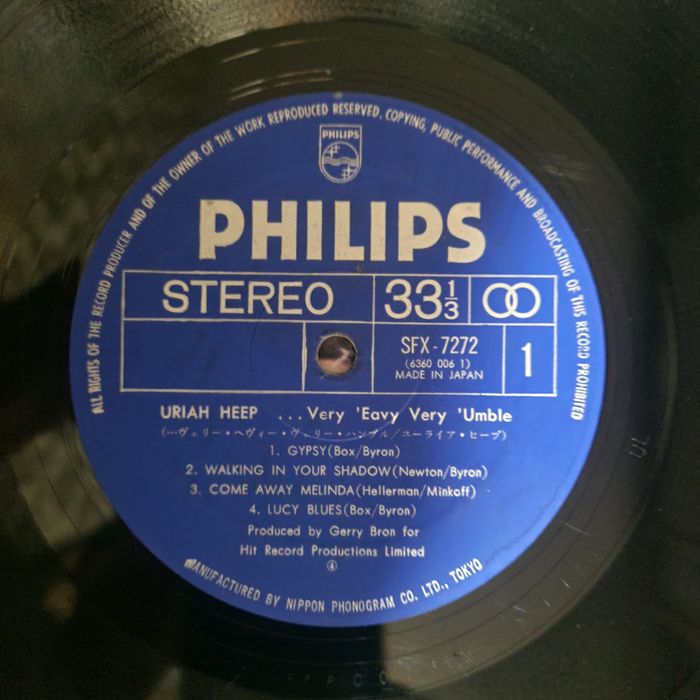 ALL RIGHTS OF THE RECORD PRODUCER AND OF THE OWNER OF THE WORK REPRODUCED RESERVED. COPYING, PUBLIC PERFORMANCE AND BROADCASTING OF THIS RECORD PROHIBITED
PHILIPS
PHILIPS
STEREO 33 1/3
SFX-7272
(6360 006 1)
MADE IN JAPAN
1
URIAH HEEP ...Very 'Eavy Very 'Umble
(…ヴェリー・ヘヴィー・ヴェリー・ハンブル/ユーライア・ヒープ)
1. GYPSY(Box/Byron)
2. WALKING IN YOUR SHADOW(Newton/Byron)
3. COME AWAY MELINDA(Hellerman/Minkoff)
4. LUCY BLUES(Box/Byron)
Produced by Gerry Bron for
Hit Record Productions Limited
④
MANUFACTURED BY NIPPON PHONOGRAM CO. LTD., TOKYO